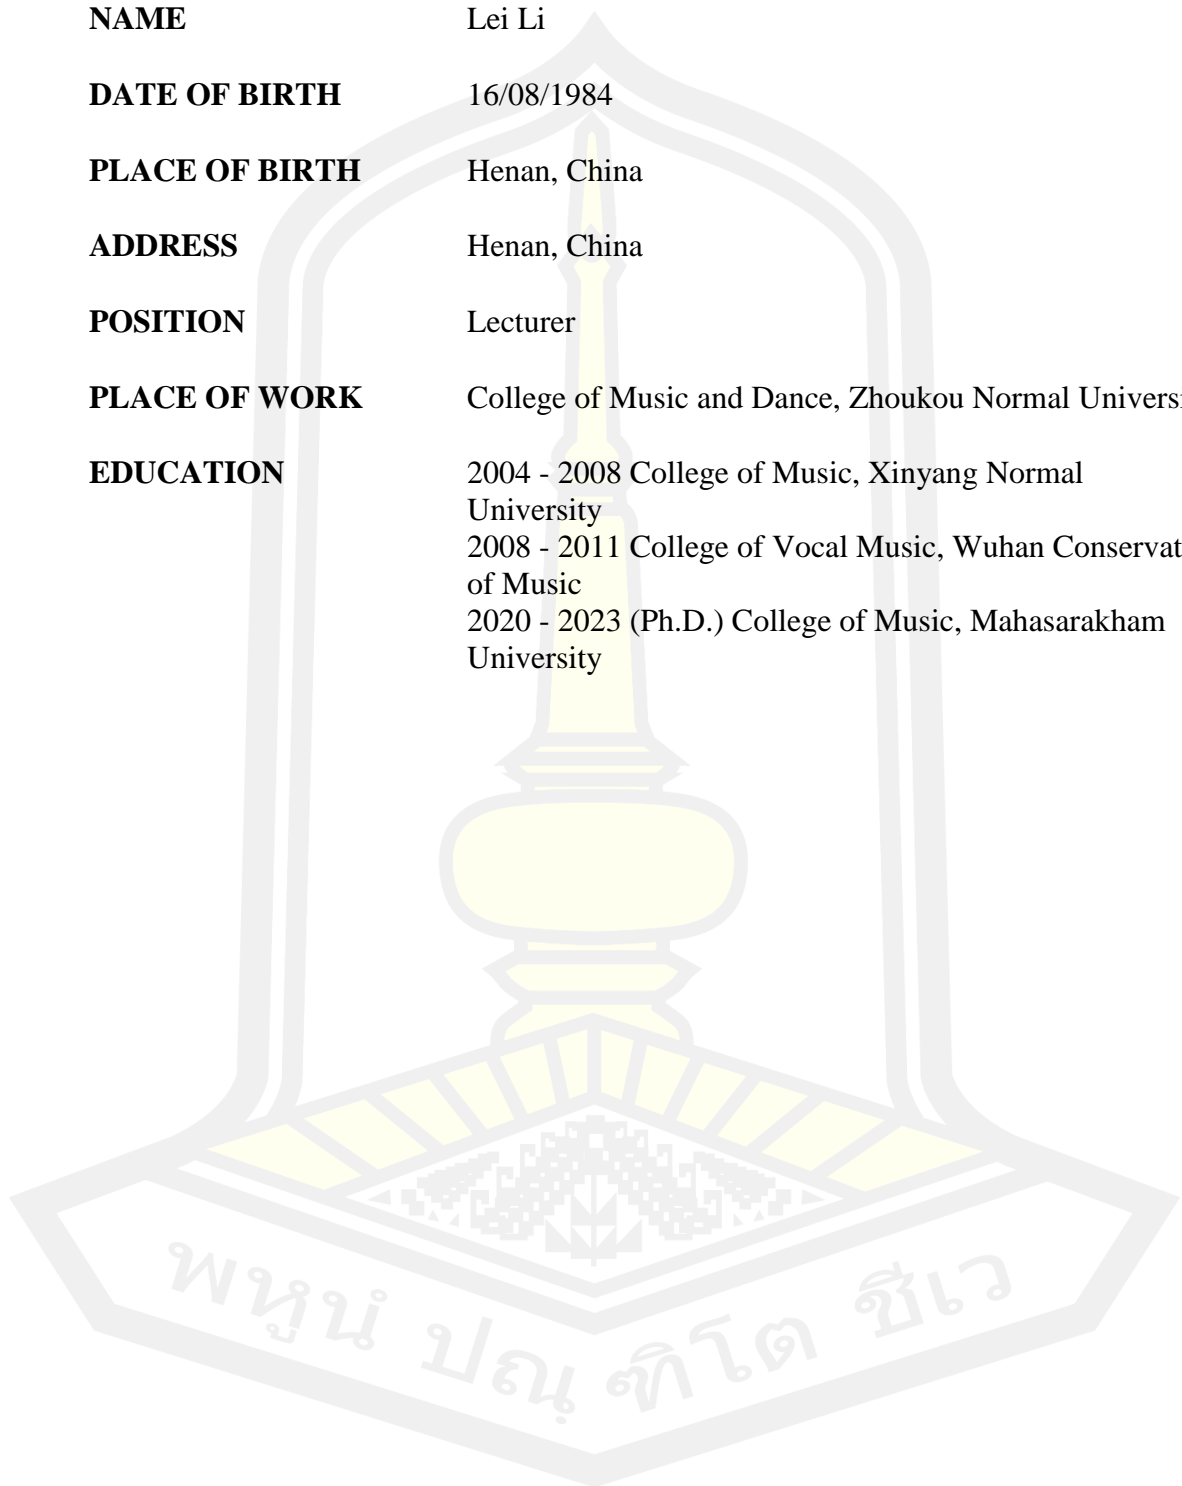 NAME Lei Li
DATE OF BIRTH 16/08/1984
PLACE OF BIRTH Henan, China
ADDRESS Henan, China
POSITION Lecturer
PLACE OF WORK College of Music and Dance, Zhoukou Normal
EDUCATION 2004 - 2008 College of Music, Xinyang Normal
University
2008 - 2011 College of Vocal Music, Wuhan
of Music
2020 - 2023 (Ph.D.) College of Music, Mahasarakham
University
พหูนํ ปณฺฑิโต ชีเว